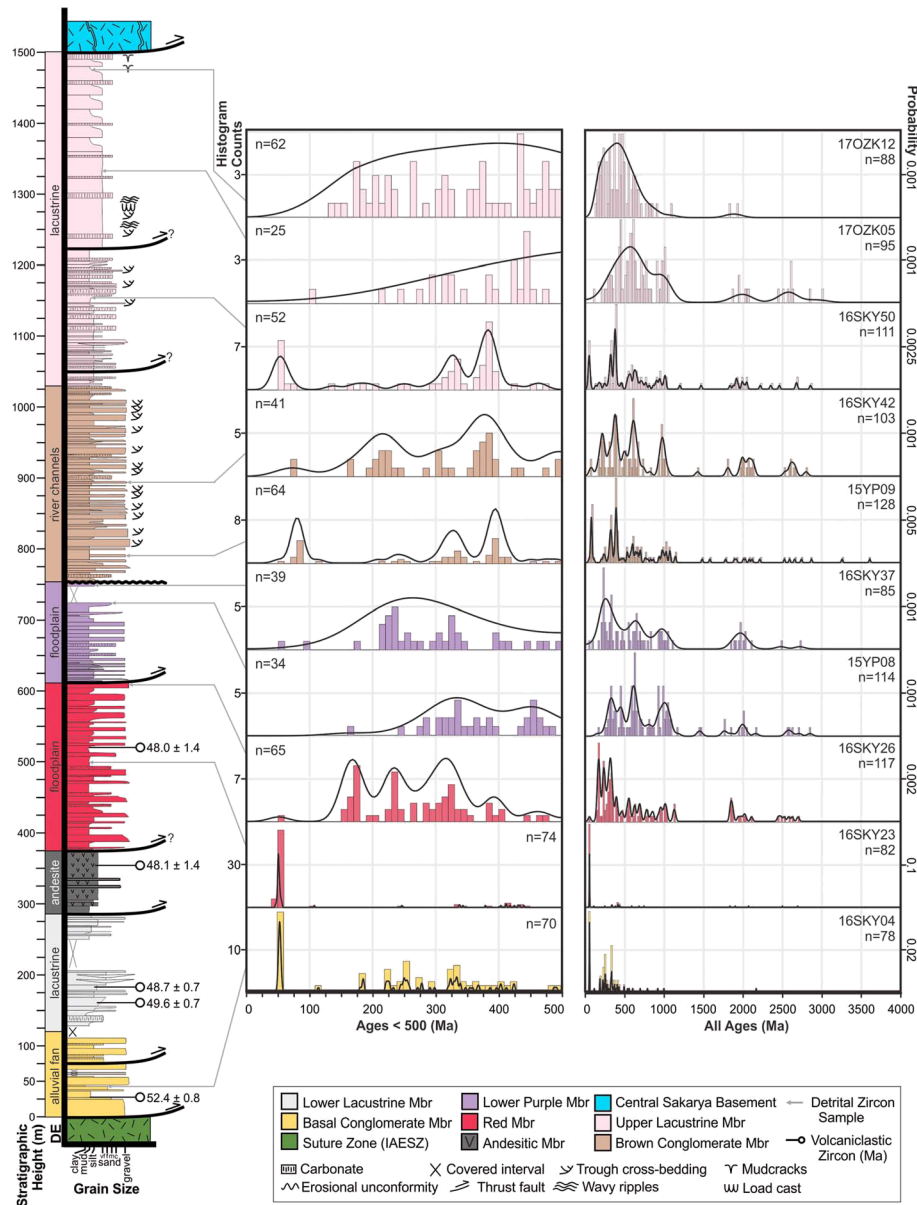 1500
1400
1300
1200
1100
1000
900
800
700
600
500
400
300
200
100
50
0
Stratigraphic
Height (m)
DE
lacustrine
river channels
floodplain
floodplain
andesite
lacustrine
alluvial fan
?
?
?
48.0 ± 1.4
48.1 ± 1.4
48.7 ± 0.7
49.6 ± 0.7
52.4 ± 0.8
clay
mud
silt
vf f m c
sand
gravel
Grain Size
Histogram
Counts
n=62
3
n=25
3
n=52
7
n=41
5
n=64
8
n=39
5
n=34
5
n=65
7
n=74
30
n=70
10
0 100 200 300 400 500
Ages < 500 (Ma)
Probability
17OZK12
n=88
0.001
17OZK05
n=95
0.001
16SKY50
n=111
0.0025
16SKY42
n=103
0.001
15YP09
n=128
0.005
16SKY37
n=85
0.001
15YP08
n=114
0.001
16SKY26
n=117
0.002
16SKY23
n=82
0.1
16SKY04
n=78
0.02
0 500 1000 1500 2000 2500 3000 4000
All Ages (Ma)
Lower Lacustrine Mbr Lower Purple Mbr Central Sakarya Basement Detrital Zircon
Sample
Basal Conglomerate Mbr Red Mbr Upper Lacustrine Mbr
Suture Zone (IAESZ) Andesitic Mbr Brown Conglomerate Mbr Volcaniclastic
Zircon (Ma)
Carbonate Covered interval Trough cross-bedding Mudcracks
Erosional unconformity Thrust fault Wavy ripples Load cast